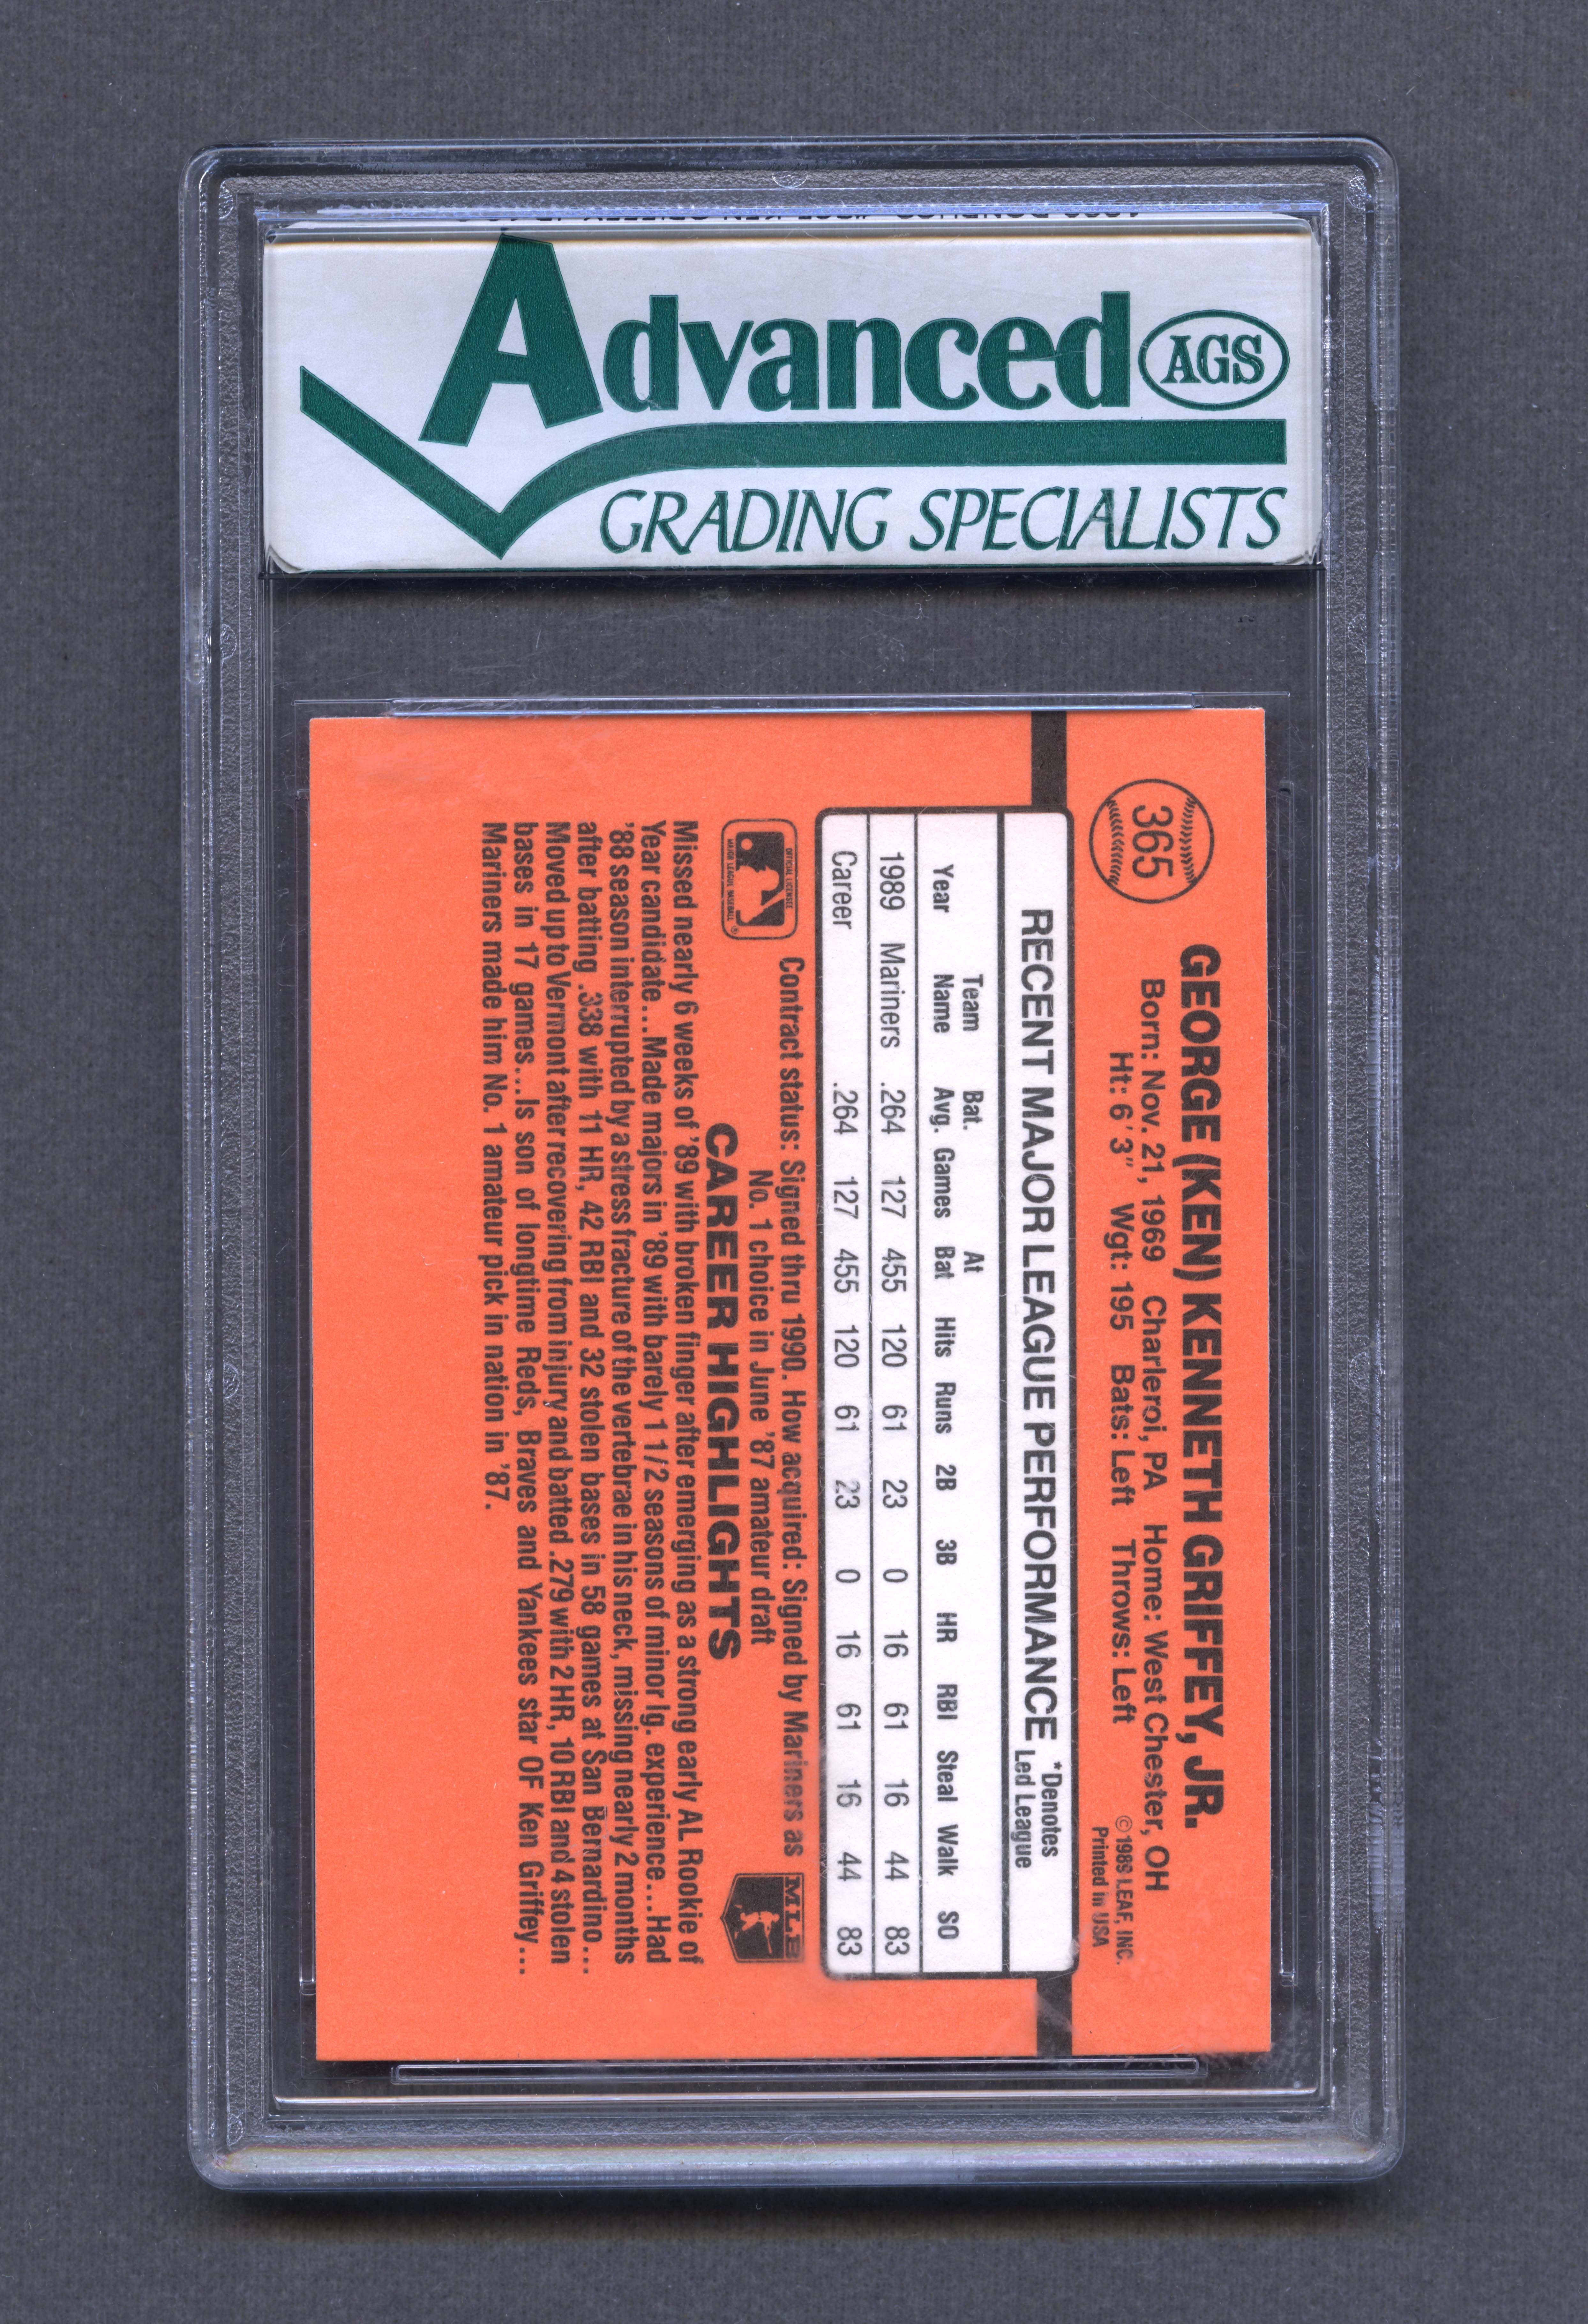 Advanced AGS
GRADING SPECIALISTS
365
GEORGE (KEN) KENNETH GRIFFEY, JR.
Born: Nov. 21, 1969 Charleroi, PA Home: West Chester, OH
Ht: 6'3" Wgt: 195 Bats: Left Throws: Left
© 1989 LEAF, INC.
Printed in USA
RECENT MAJOR LEAGUE PERFORMANCE
*Denotes
Led League
Year Team Name Bat. Avg. Games At Bat Hits Runs 2B 3B HR RBI Steal Walk SO
1989 Mariners .264 127 455 120 61 23 0 16 61 16 44 83
Career .264 127 455 120 61 23 0 16 61 16 44 83
OFFICIAL LICENSEE
MAJOR LEAGUE BASEBALL
®
Contract status: Signed thru 1990. How acquired: Signed by Mariners as
No. 1 choice in June '87 amateur draft
CAREER HIGHLIGHTS
Missed nearly 6 weeks of '89 with broken finger after emerging as a strong early AL Rookie of
Year candidate...Made majors in '89 with barely 1 1/2 seasons of minor lg. experience...Had
'88 season interrupted by a stress fracture of the vertebrae in his neck, missing nearly 2 months
after batting .338 with 11 HR, 42 RBI and 32 stolen bases in 58 games at San Bernardino...
Moved up to Vermont after recovering from injury and batted .279 with 2 HR, 10 RBI and 4 stolen
bases in 17 games...Is son of longtime Reds, Braves and Yankees star OF Ken Griffey...
Mariners made him No. 1 amateur pick in nation in '87.